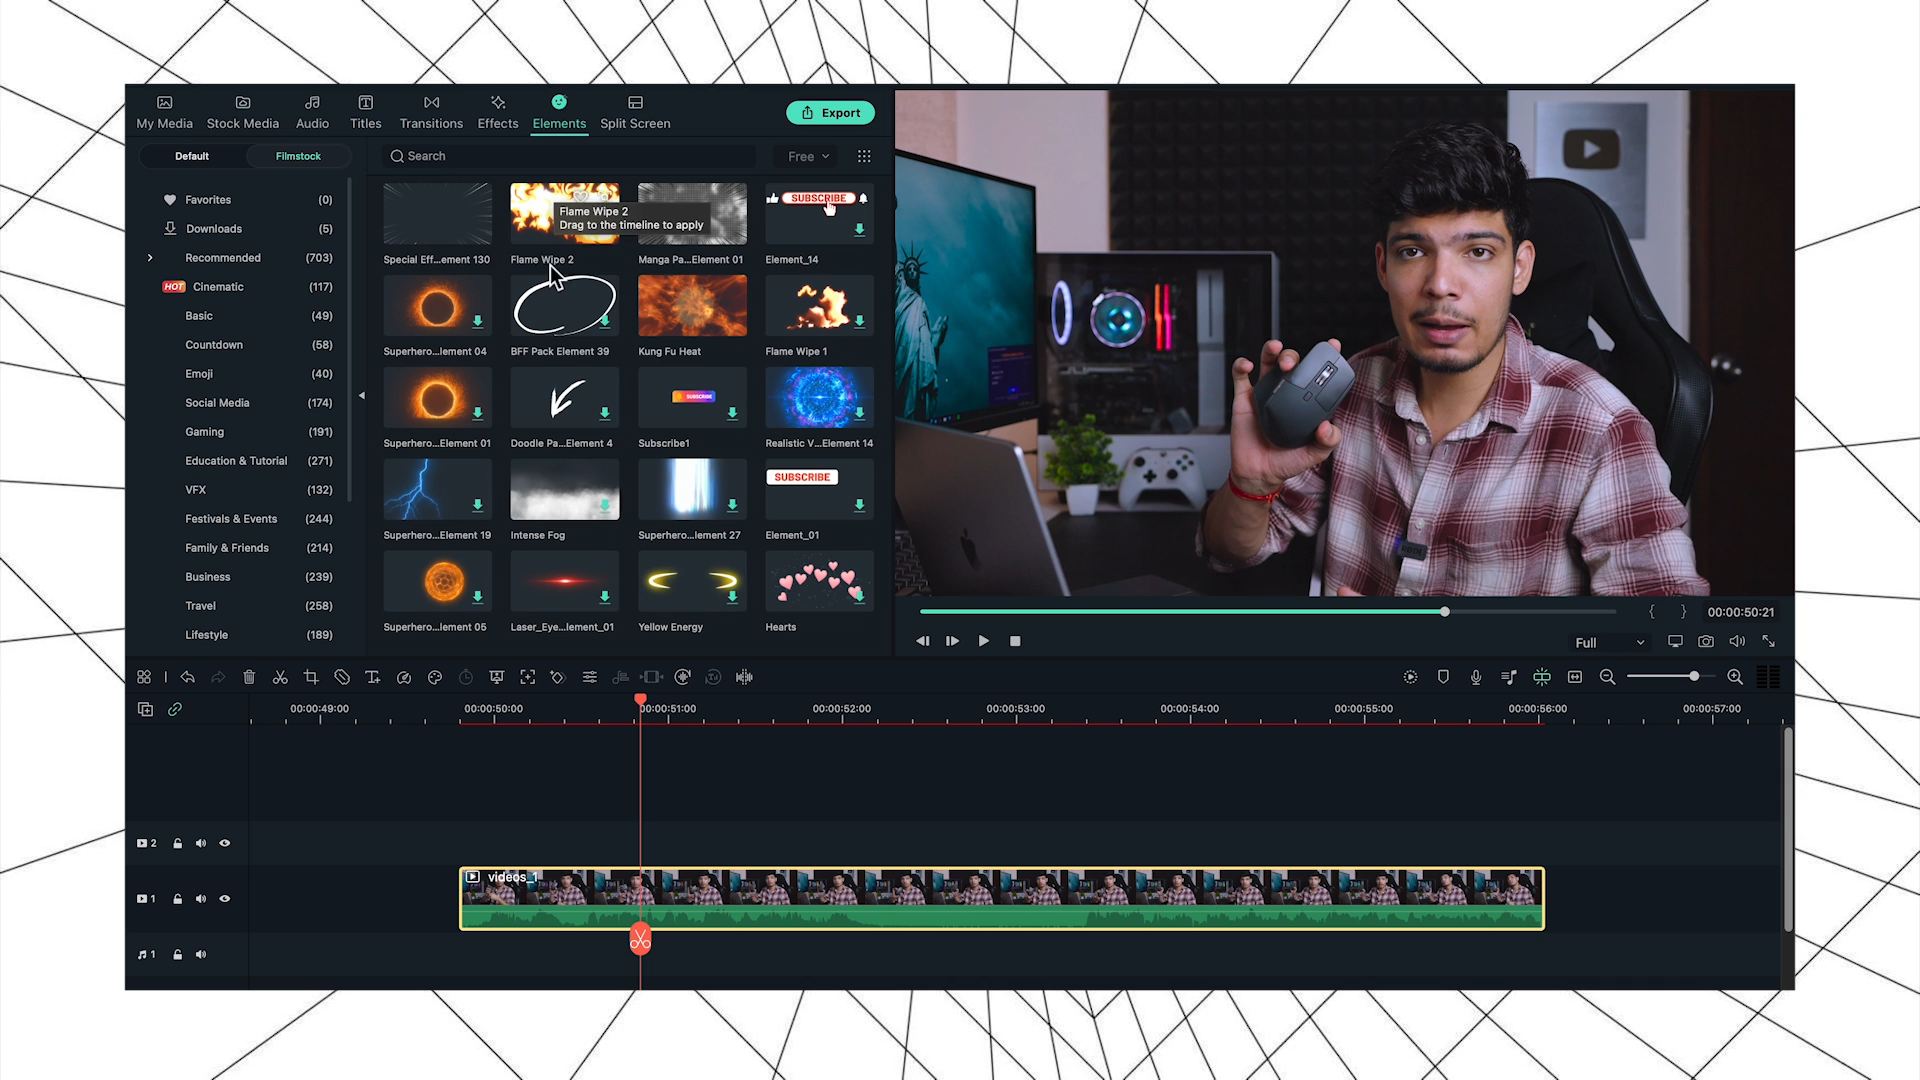 My Media Stock Media Audio Titles Transitions Effects Elements Split Screen Export
Default Filmstock Search Free
Favorites (0)
Downloads (5)
Recommended (703)
HOT Cinematic (117)
Basic (49)
Countdown (58)
Emoji (40)
Social Media (174)
Gaming (191)
Education & Tutorial (271)
VFX (132)
Festivals & Events (244)
Family & Friends (214)
Business (239)
Travel (258)
Lifestyle (189)
SUBSCRIBE
Flame Wipe 2
Drag to the timeline to apply
Special Eff...ement 130 Flame Wipe 2 Manga Pa...Element 01 Element_14
Superhero...lement 04 BFF Pack Element 39 Kung Fu Heat Flame Wipe 1
SUBSCRIBE
Superhero...Element 01 Doodle Pa...Element 4 Subscribe1 Realistic V...Element 14
SUBSCRIBE
Superhero...Element 19 Intense Fog Superhero...lement 27 Element_01
Superhero...lement 05 Laser_Eye...lement_01 Yellow Energy Hearts
00:00:50:21
Full
00:00:49:00 00:00:50:00 00:00:51:00 00:00:52:00 00:00:53:00 00:00:54:00 00:00:55:00 00:00:56:00 00:00:57:00
2
videos_1
1
1